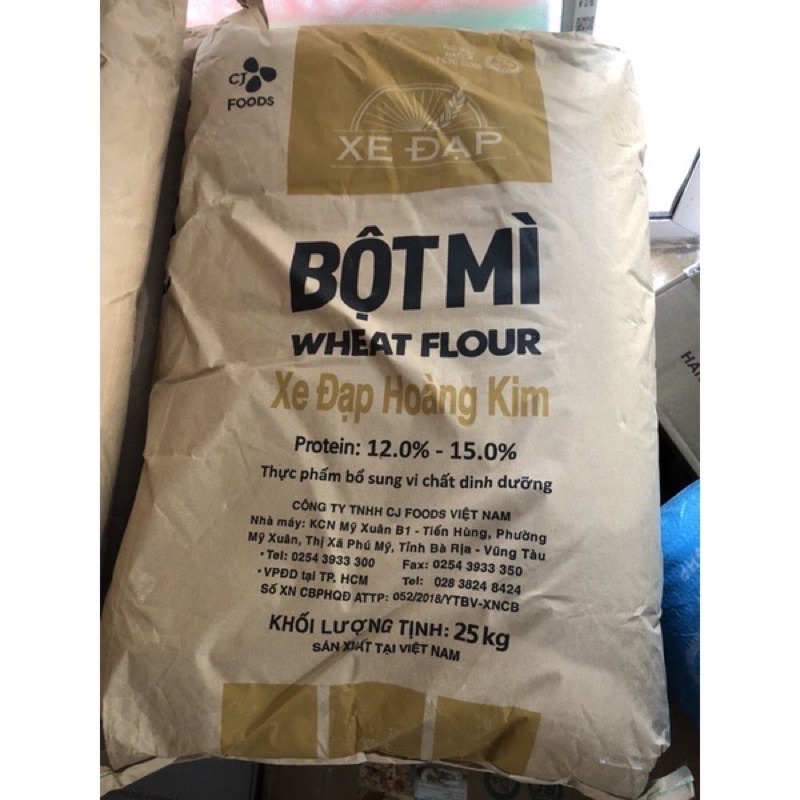 CJ
FOODS
XE ĐẠP
BỘT MÌ
WHEAT FLOUR
Xe Đạp Hoàng Kim
Protein: 12.0% - 15.0%
Thực phẩm bổ sung vi chất dinh dưỡng
CÔNG TY TNHH CJ FOODS VIỆT NAM
Nhà máy: KCN Mỹ Xuân B1 - Tiến Hùng, Phường
Mỹ Xuân, Thị Xã Phú Mỹ, Tỉnh Bà Rịa - Vũng Tàu
• Tel: 0254 3933 300 Fax: 0254 3933 350
• VPĐD tại TP. HCM Tel: 028 3824 8424
Số XN CBPHQĐ ATTP: 052/2018/YTBV-XNCB
KHỐI LƯỢNG TỊNH: 25 kg
SẢN XUẤT TẠI VIỆT NAM